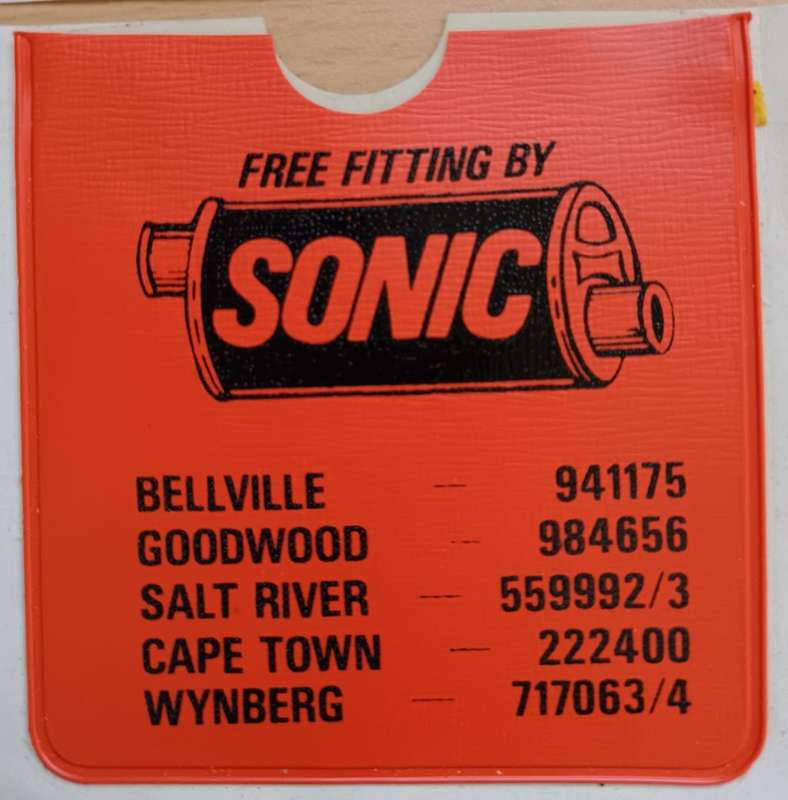 FREE FITTING BY
SONIC
BELLVILLE — 941175
GOODWOOD — 984656
SALT RIVER — 559992/3
CAPE TOWN — 222400
WYNBERG — 717063/4